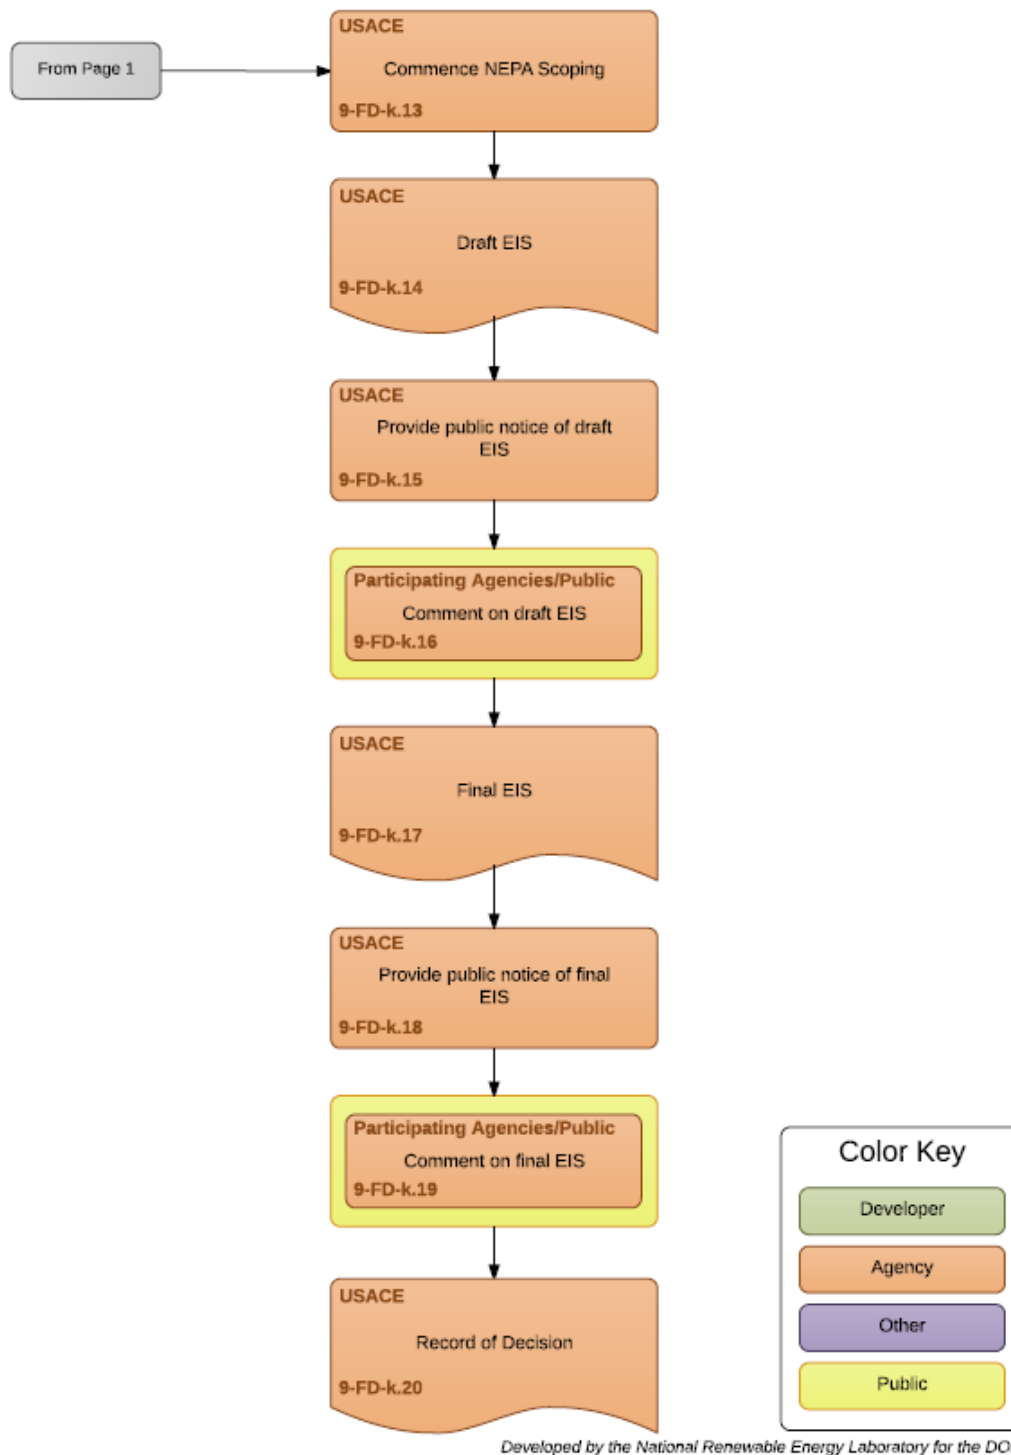 USACE
From Page 1
Commence NEPA Scoping
9-FD-k.13
USACE
Draft EIS
9-FD-k.14
USACE
Provide public notice of draft
EIS
9-FD-k.15
Participating Agencies/Public
Comment on draft EIS
9-FD-k.16
USACE
Final EIS
9-FD-k.17
USACE
Provide public notice of final
EIS
9-FD-k.18
Participating Agencies/Public
Comment on final EIS
9-FD-k.19
USACE
Record of Decision
9-FD-k.20
Color Key
Developer
Agency
Other
Public
Developed by the National Renewable Energy Laboratory for the DO